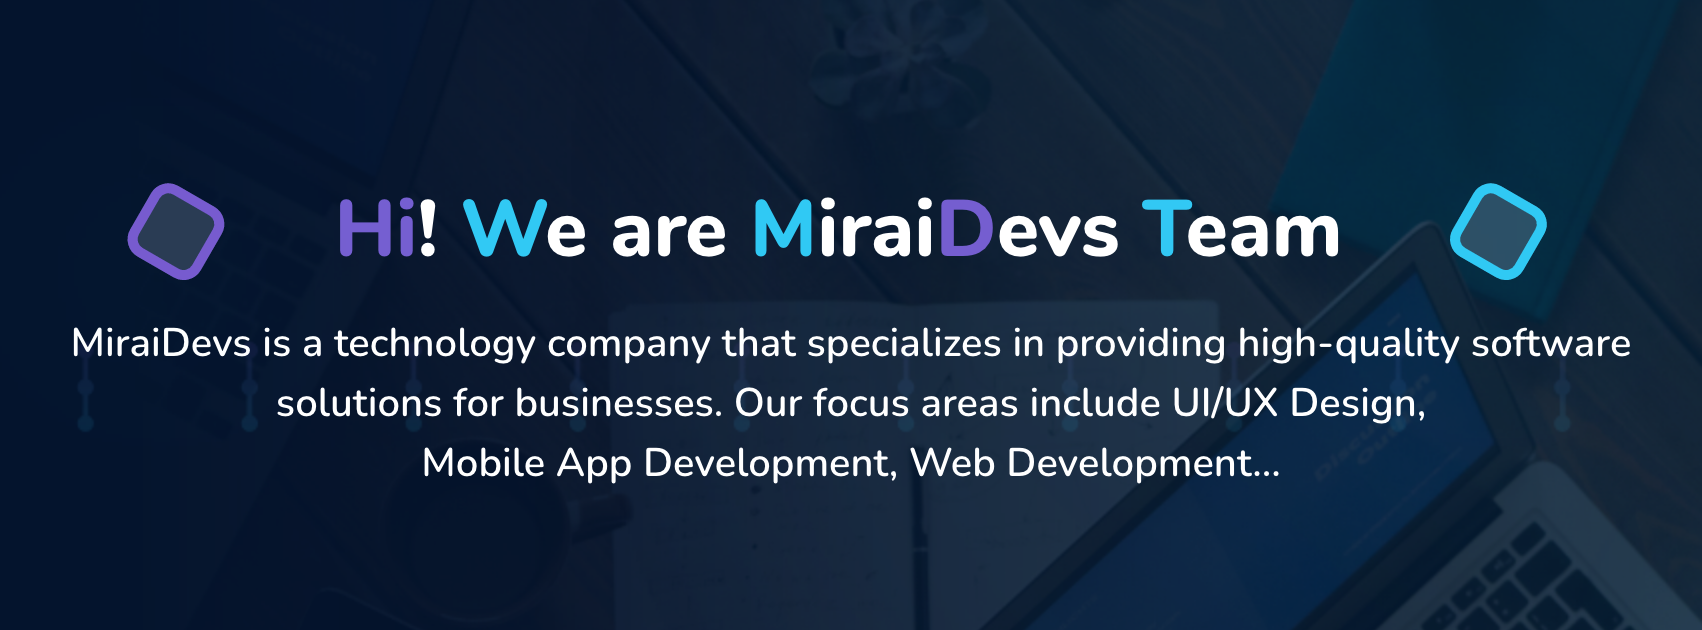 Hi! We are MiraiDevs Team
MiraiDevs is a technology company that specializes in providing high-quality software
solutions for businesses. Our focus areas include UI/UX Design,
Mobile App Development, Web Development...